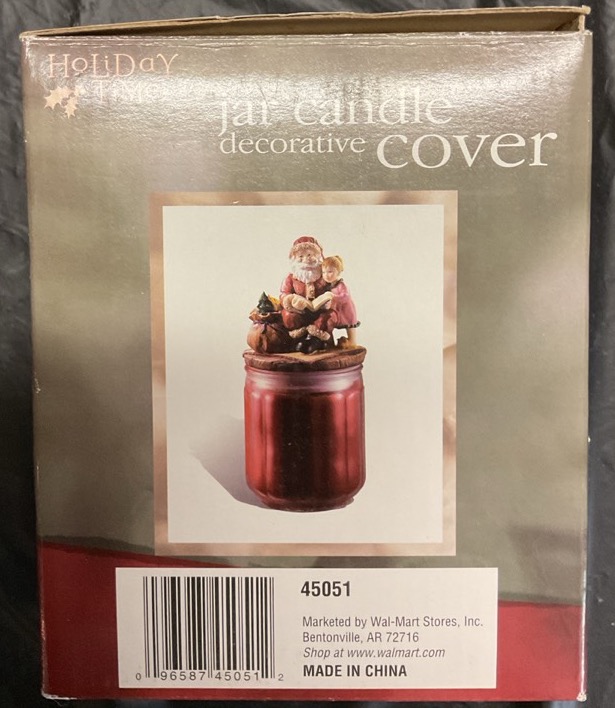 HOLiDaY
TIME
jar candle
decorative cover
45051
Marketed by Wal-Mart Stores, Inc.
Bentonville, AR 72716
Shop at www.walmart.com
MADE IN CHINA
0 96587 45051 2